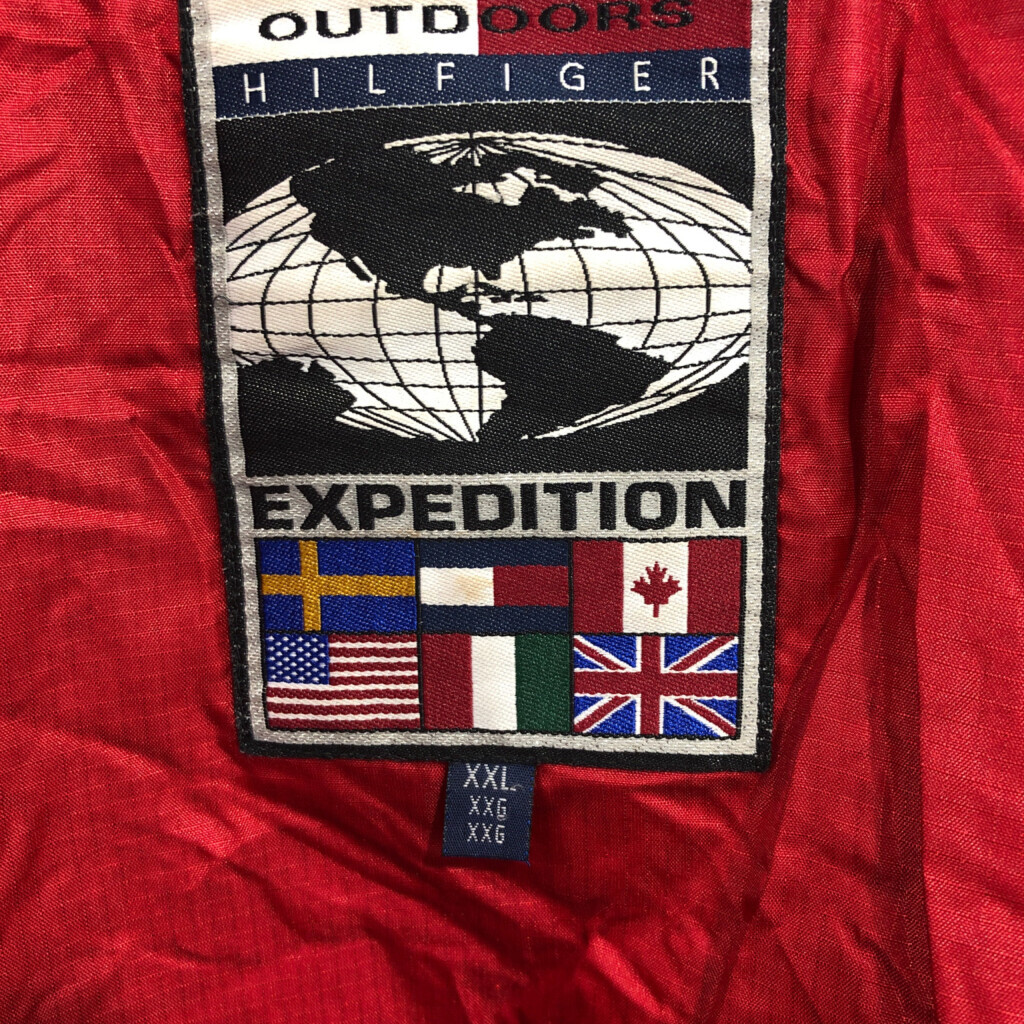 OUTDOORS
HILFIGER
EXPEDITION
XXL
XXG
XXG